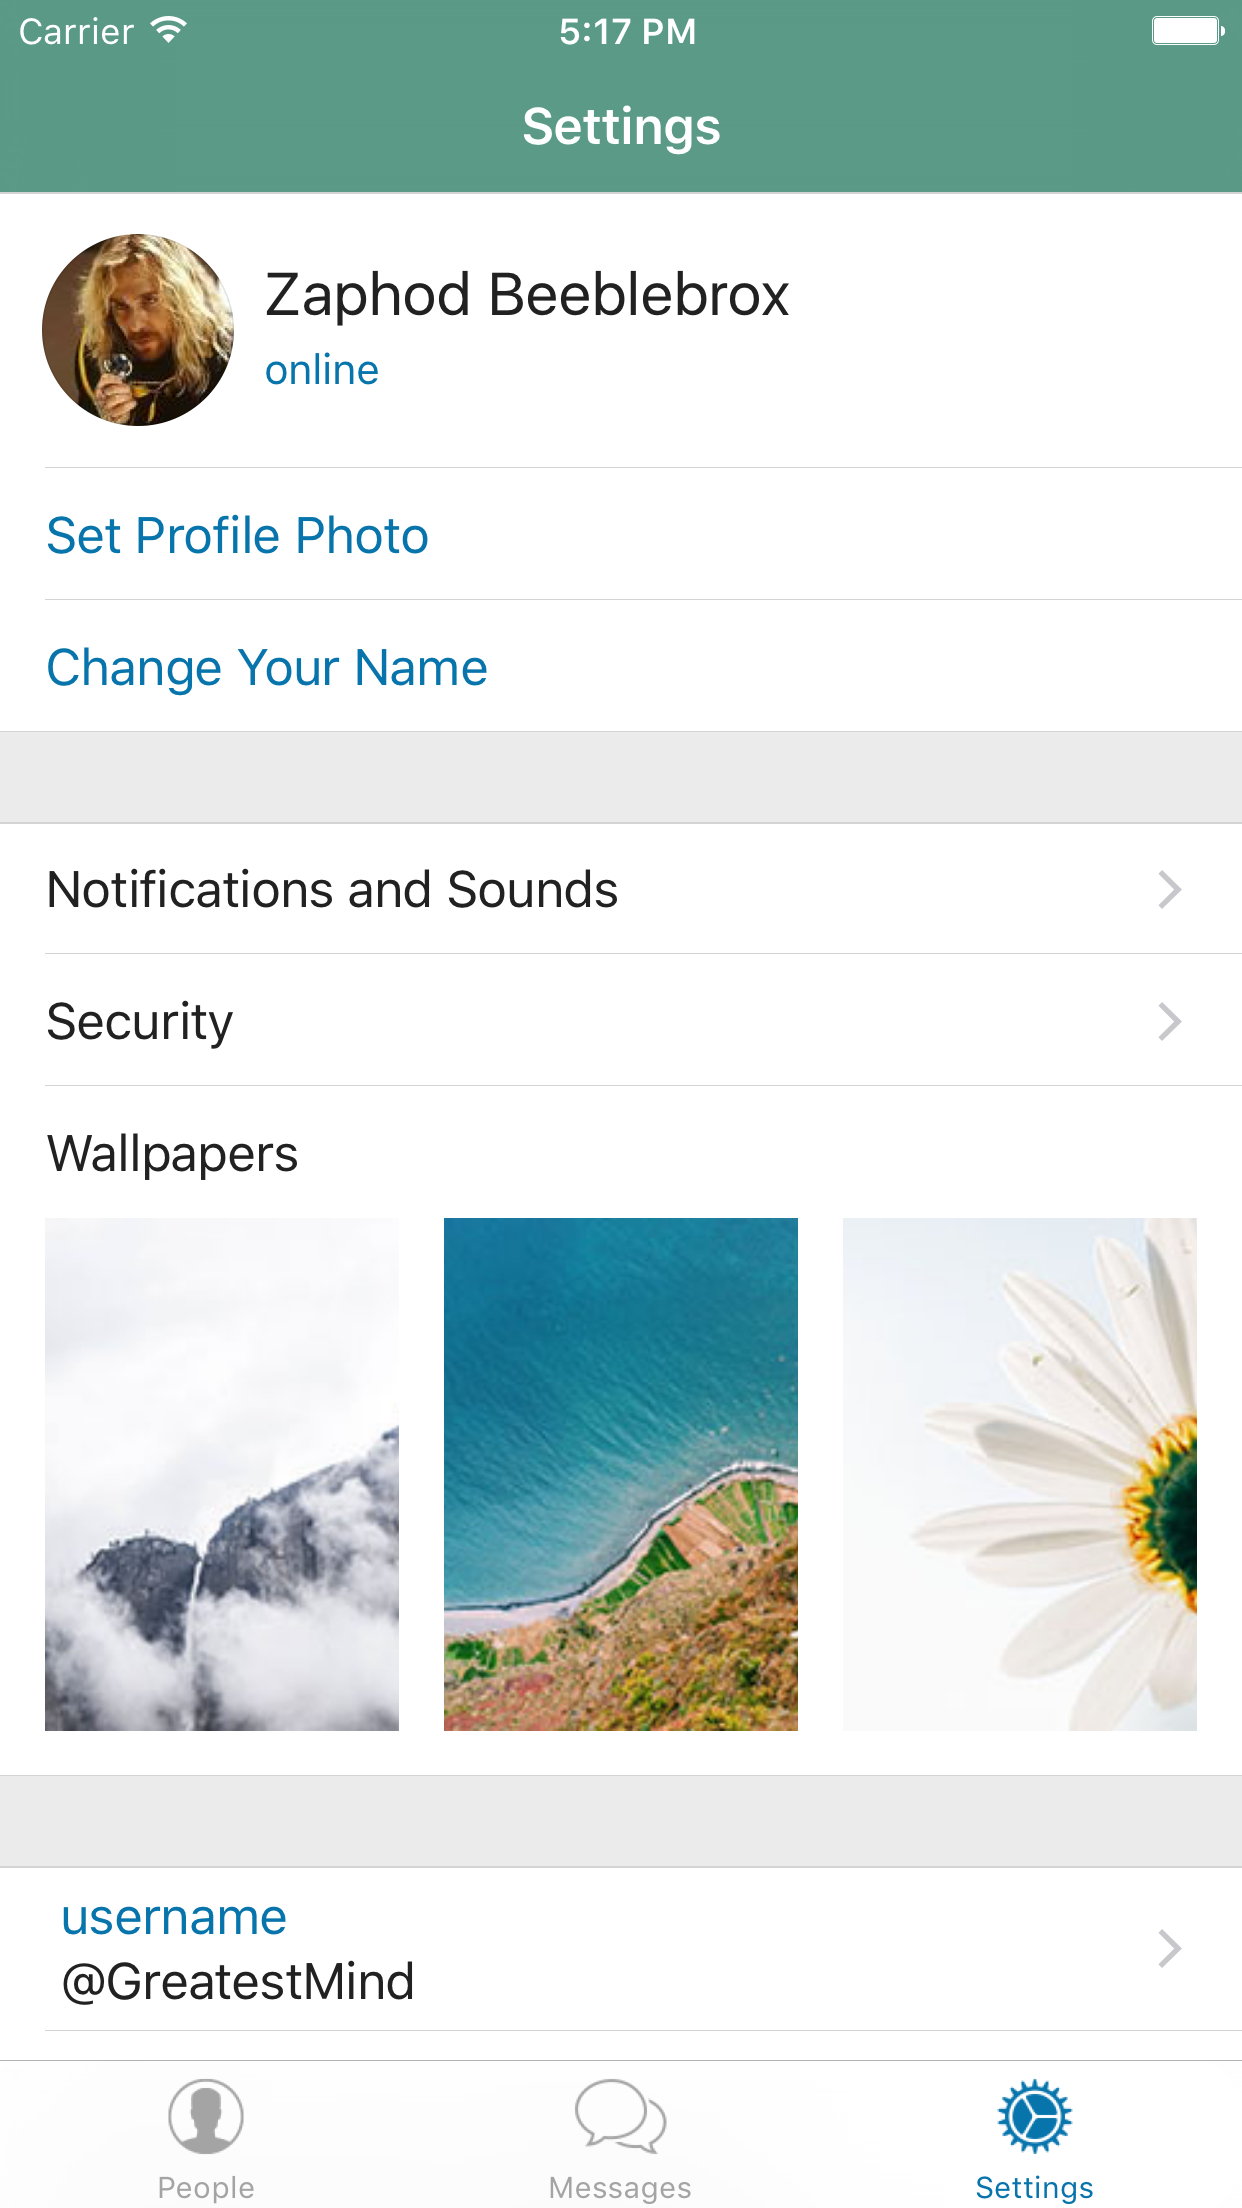 Carrier 5:17 PM
Settings
Zaphod Beeblebrox
online
Set Profile Photo
Change Your Name
Notifications and Sounds
Security
Wallpapers
username
@GreatestMind
People Messages Settings